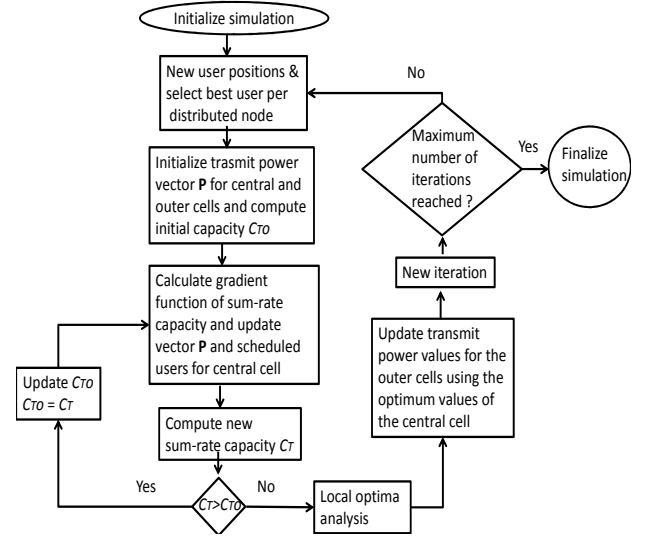 Initialize simulation
New user positions &
select best user per
distributed node
Initialize trasmit power
vector P for central and
outer cells and compute
initial capacity CTO
Calculate gradient
function of sum-rate
capacity and update
vector P and scheduled
users for central cell
Update CTO
CTO = CT
Compute new
sum-rate capacity CT
Yes
CT>CTO
No
Local optima
analysis
Update transmit
power values for the
outer cells using the
optimum values of
the central cell
New iteration
Maximum
number of
iterations
reached ?
No
Yes
Finalize
simulation